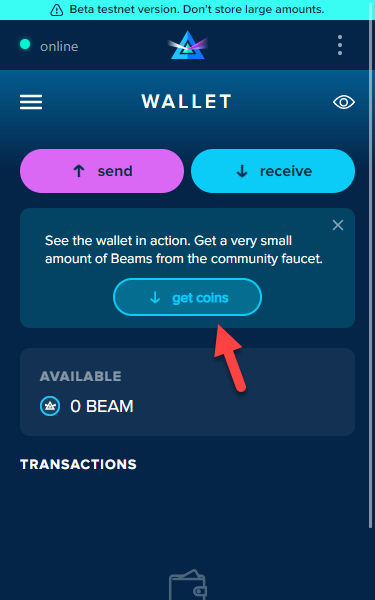 Beta testnet version. Don't store large amounts.
online
WALLET
send
receive
See the wallet in action. Get a very small
amount of Beams from the community faucet.
get coins
AVAILABLE
0 BEAM
TRANSACTIONS